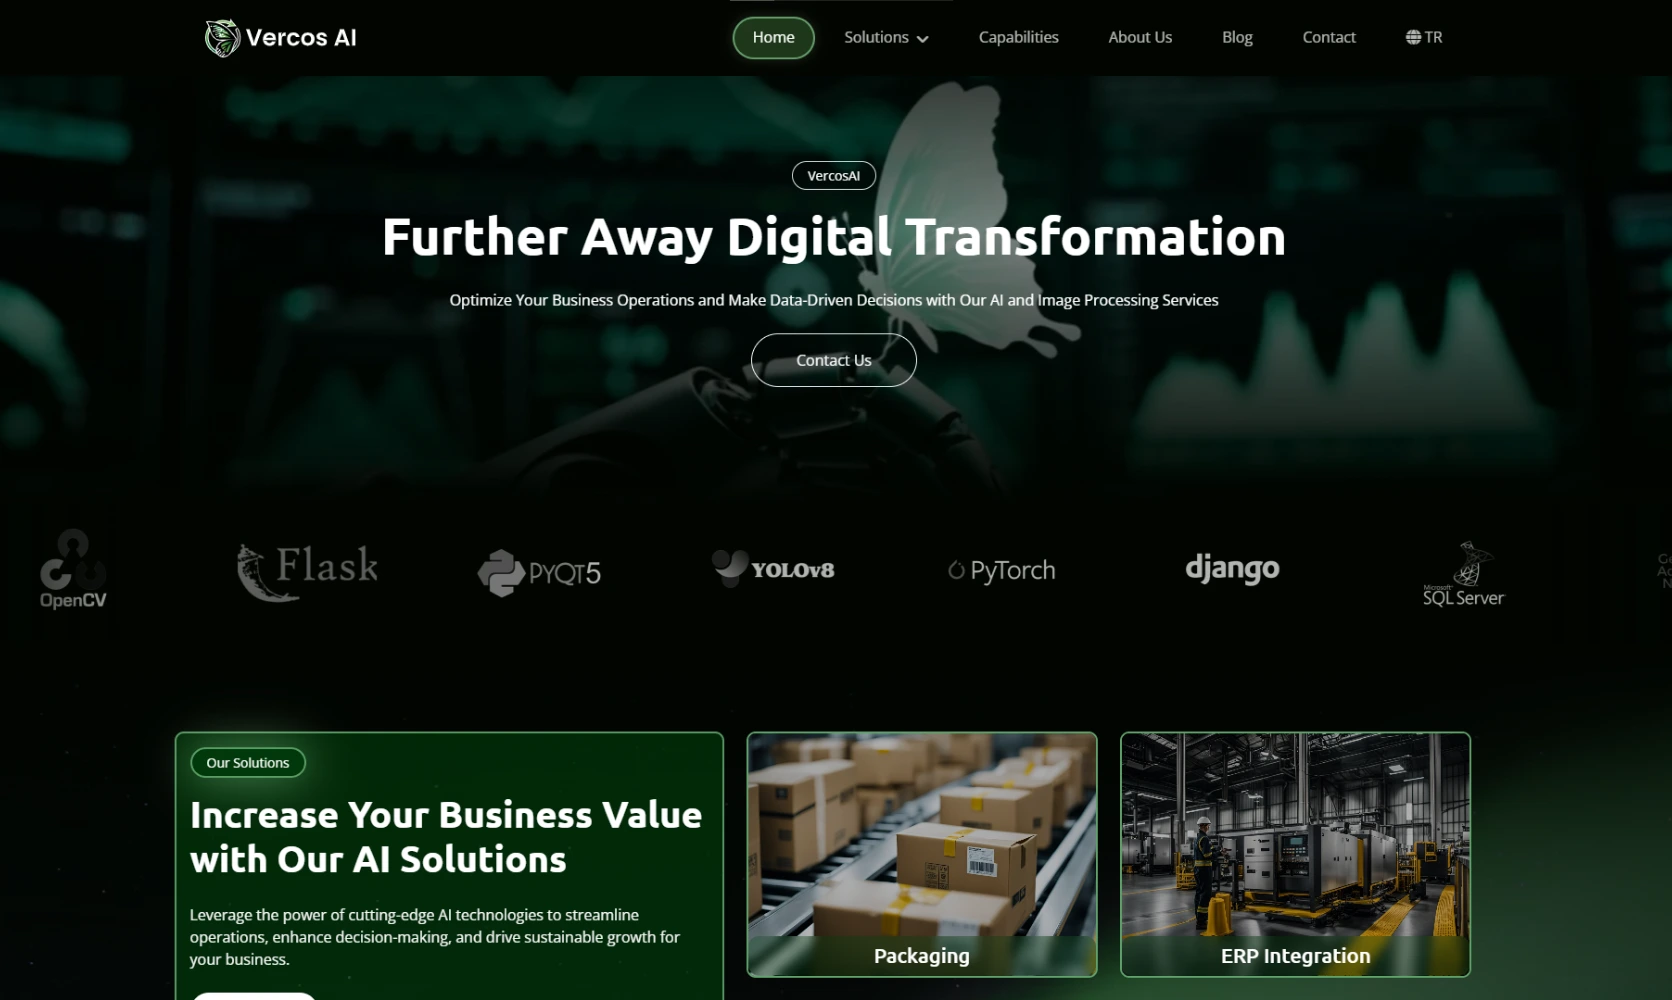 Vercos AI
Home
Solutions
Capabilities
About Us
Blog
Contact
TR
VercosAI
Further Away Digital Transformation
Optimize Your Business Operations and Make Data-Driven Decisions with Our AI and Image Processing Services
Contact Us
OpenCV
Flask
PYQT5
YOLOv8
PyTorch
django
Microsoft
SQL Server
Our Solutions
Increase Your Business Value
with Our AI Solutions
Leverage the power of cutting-edge AI technologies to streamline
operations, enhance decision-making, and drive sustainable growth for
your business.
Packaging
ERP Integration